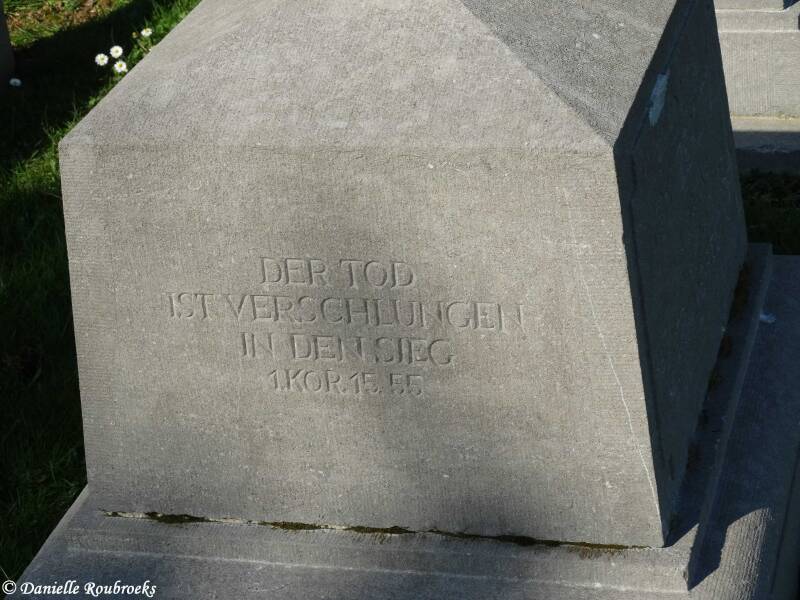 DER TOD
IST VERSCHLUNGEN
IN DEN SIEG
1.KOR.15.55
© Danielle Roubroeks